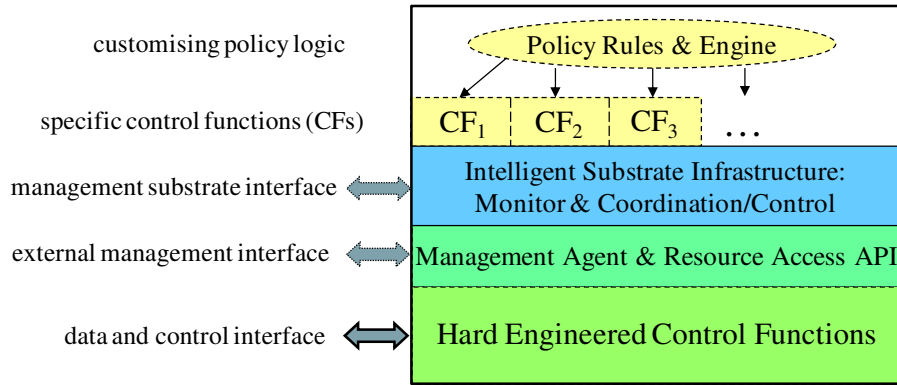 customising policy logic
Policy Rules & Engine
specific control functions (CFs)
CF1 CF2 CF3 ...
management substrate interface
Intelligent Substrate Infrastructure:
Monitor & Coordination/Control
external management interface
Management Agent & Resource Access API
data and control interface
Hard Engineered Control Functions